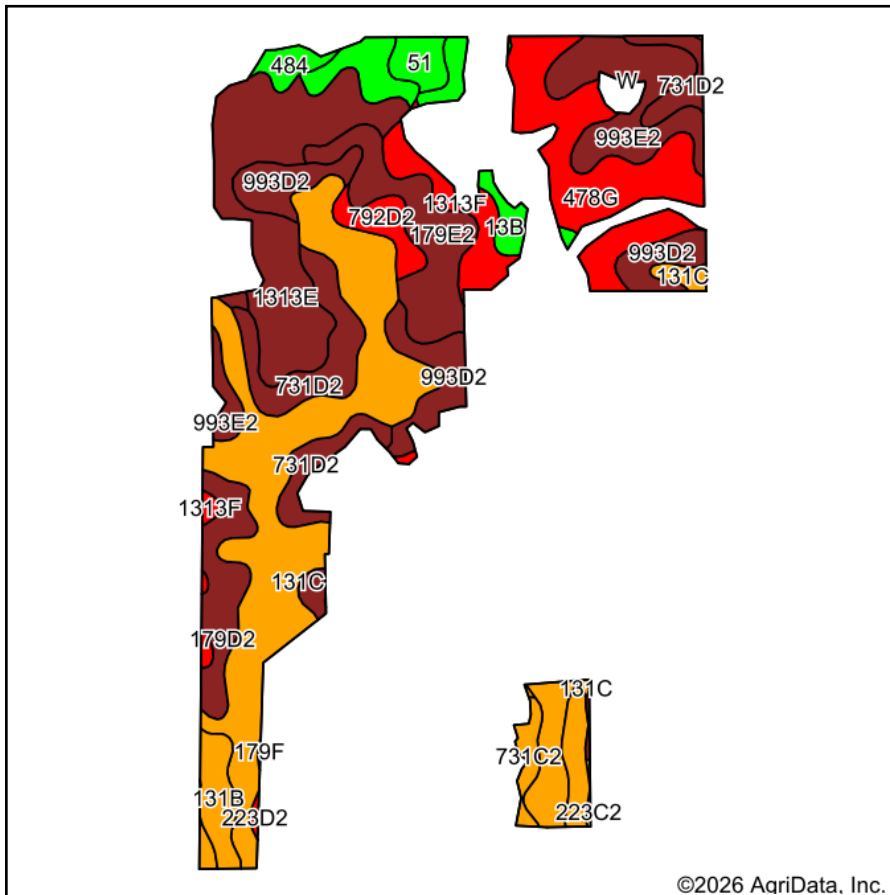 484
51
W
731D2
993E2
993D2
478G
1313F
792D2
13B
179E2
993D2
131C
1313E
993D2
731D2
993E2
731D2
1313F
131C
179D2
131C
179F
731C2
131B
223D2
223C2
©2026 AgriData, Inc.